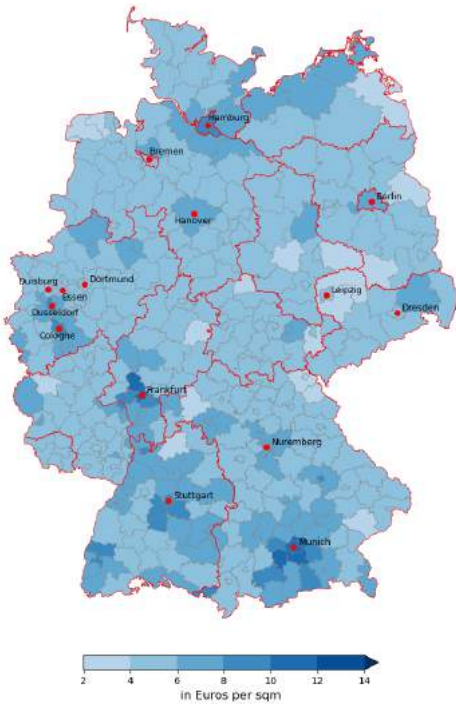 Hamburg
Bremen
Berlin
Hanover
Duisburg
Dortmund
Essen
Leipzig
Dusseldorf
Dresden
Cologne
Frankfurt
Nuremberg
Stuttgart
Munich
2 4 6 8 10 12 14
in Euros per sqm